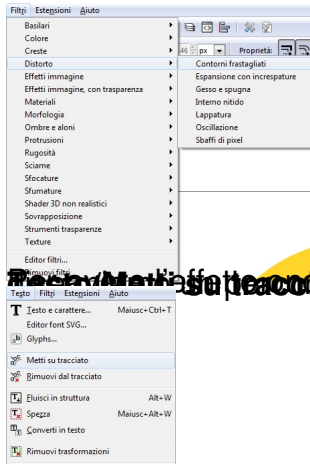 Filtri Estensioni Aiuto
Basilari
Colore
Creste
Distorto
Effetti immagine
Effetti immagine, con trasparenza
Materiali
Morfologia
Ombre e aloni
Protrusioni
Rugosità
Sciame
Sfocature
Sfumature
Shader 3D non realistici
Sovrapposizione
Strumenti trasparenze
Texture
Editor filtri...
Rimuovi filtri
px Proprietà:
Contorni frastagliati
Espansione con increspature
Gesso e spugna
Interno nitido
Lappatura
Oscillazione
Sbaffi di pixel
Testo Filtri Estensioni Aiuto
Testo e carattere... Maiusc+Ctrl+T
Editor font SVG...
Glyphs...
Metti su tracciato
Rimuovi dal tracciato
Fluisci in struttura Alt+W
Spezza Maiusc+Alt+W
Converti in testo
Rimuovi trasformazioni